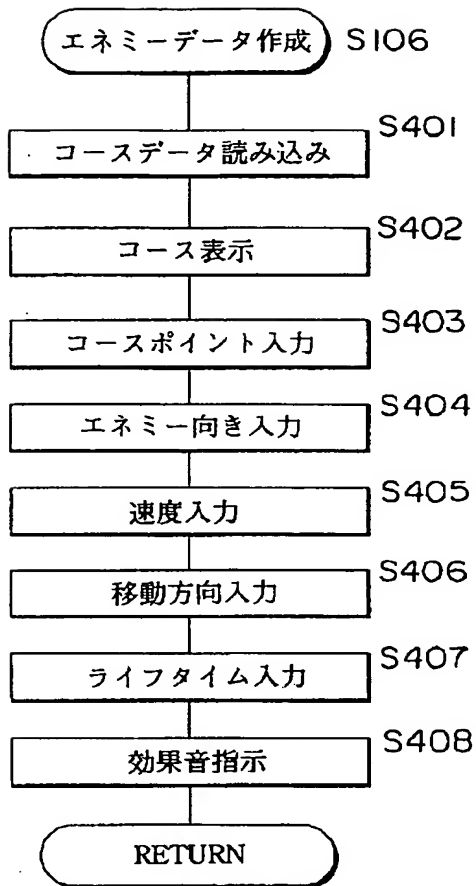 エネミーデータ作成 S106
S401
コースデータ読み込み
S402
コース表示
S403
コースポイント入力
S404
エネミー向き入力
S405
速度入力
S406
移動方向入力
S407
ライフタイム入力
S408
効果音指示
RETURN